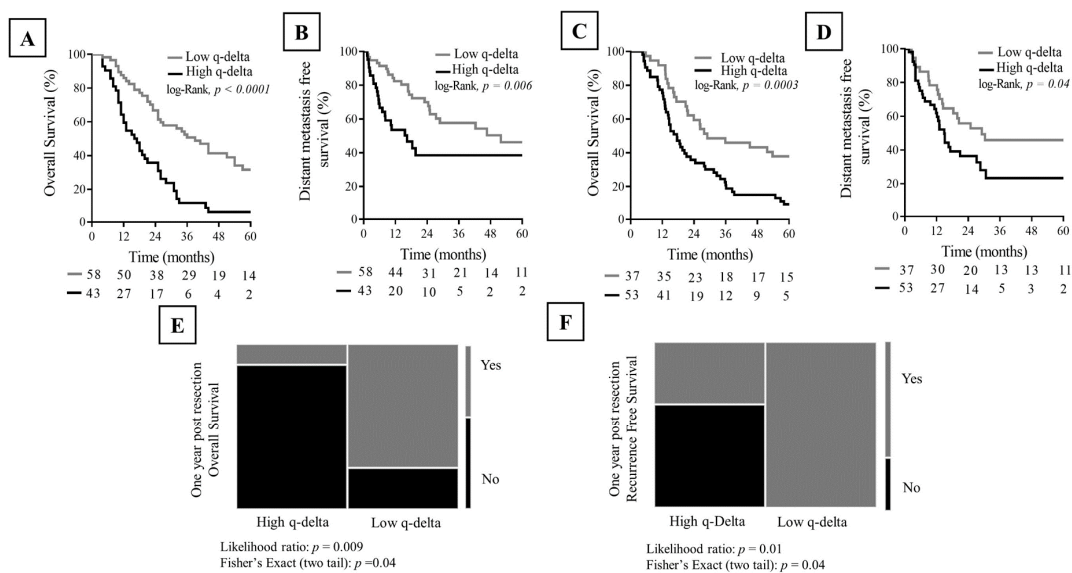 A
Overall Survival (%)
100
80
60
40
20
0
0 12 24 36 48 60
Time (months)
Low q-delta
High q-delta
log-Rank, p < 0.0001
58 50 38 29 19 14
43 27 17 6 4 2
B
Distant metastasis free
survival (%)
100
80
60
40
20
0
0 12 24 36 48 60
Time (months)
Low q-delta
High q-delta
log-Rank, p = 0.006
58 44 31 21 14 11
43 20 10 5 2 2
C
Overall Survival (%)
100
80
60
40
20
0
0 12 24 36 48 60
Time (months)
Low q-delta
High q-delta
log-Rank, p = 0.0003
37 35 23 18 17 15
53 41 19 12 9 5
D
Distant metastasis free
survival (%)
100
80
60
40
20
0
0 12 24 36 48 60
Time (months)
Low q-delta
High q-delta
log-Rank, p = 0.04
37 30 20 13 13 11
53 27 14 5 3 2
E
One year post resection
Overall Survival
Yes
No
High q-delta Low q-delta
Likelihood ratio: p = 0.009
Fisher's Exact (two tail): p =0.04
F
One year post resection
Recurrence Free Survival
Yes
No
High q-Delta Low q-delta
Likelihood ratio: p = 0.01
Fisher's Exact (two tail): p = 0.04